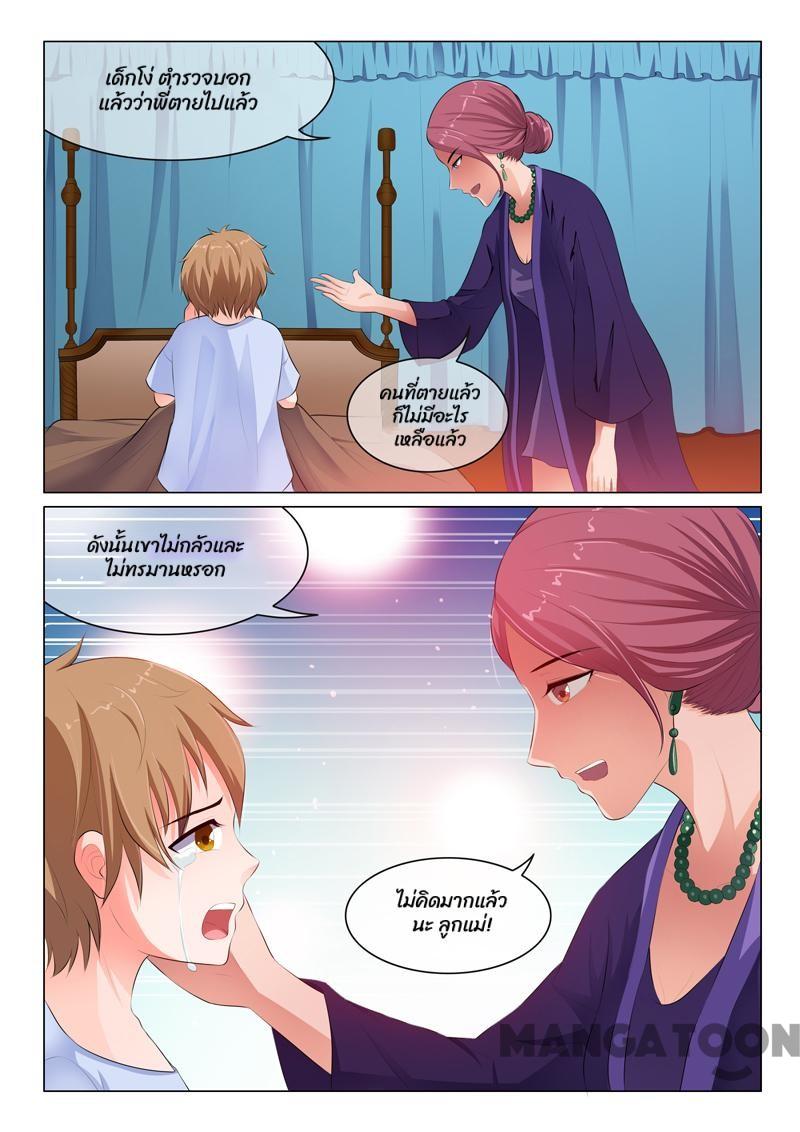 เด็กโง่ ตำรวจบอก
แล้วว่าพี่ตายไปแล้ว
คนที่ตายแล้ว
ก็ไม่มีอะไร
เหลือแล้ว
ดังนั้นเขาไม่กลัวและ
ไม่ทรมานหรอก
ไม่คิดมากแล้ว
นะ ลูกแม่!
MANGATOON